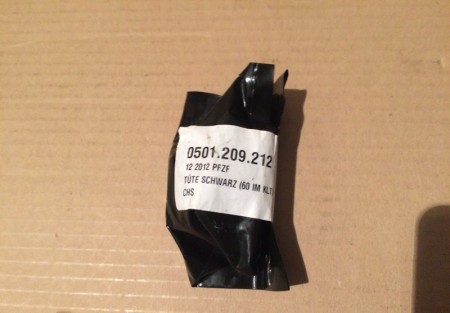 0501.209.212
12 2012 PFZF
TÜTE SCHWARZ (60 IM KLT
CHS